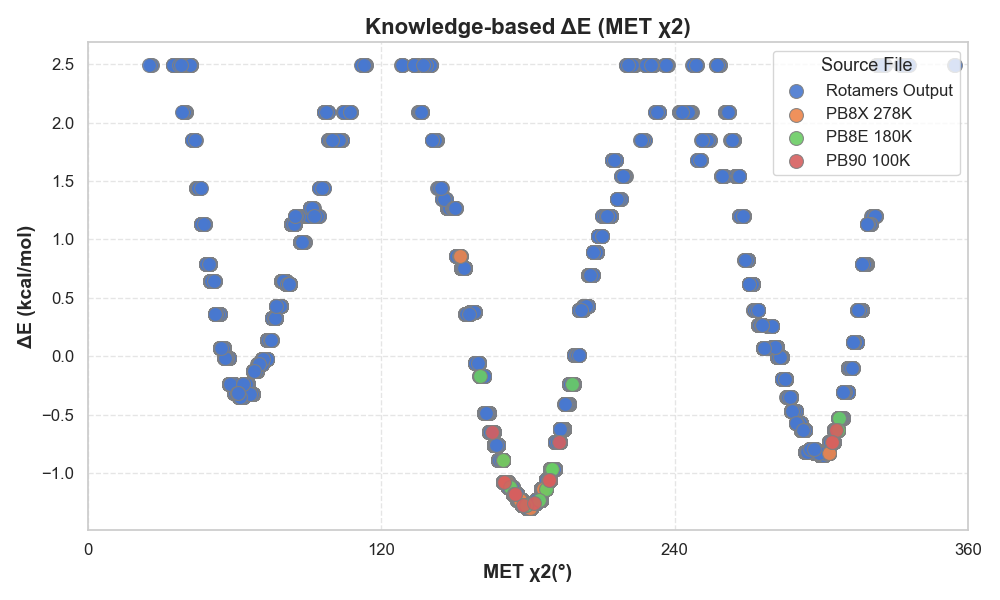 Knowledge-based ΔE (MET χ2)
ΔE (kcal/mol)
2.5
2.0
1.5
1.0
0.5
0.0
−0.5
−1.0
Source File
Rotamers Output
PB8X 278K
PB8E 180K
PB90 100K
0
120
240
360
MET χ2(°)